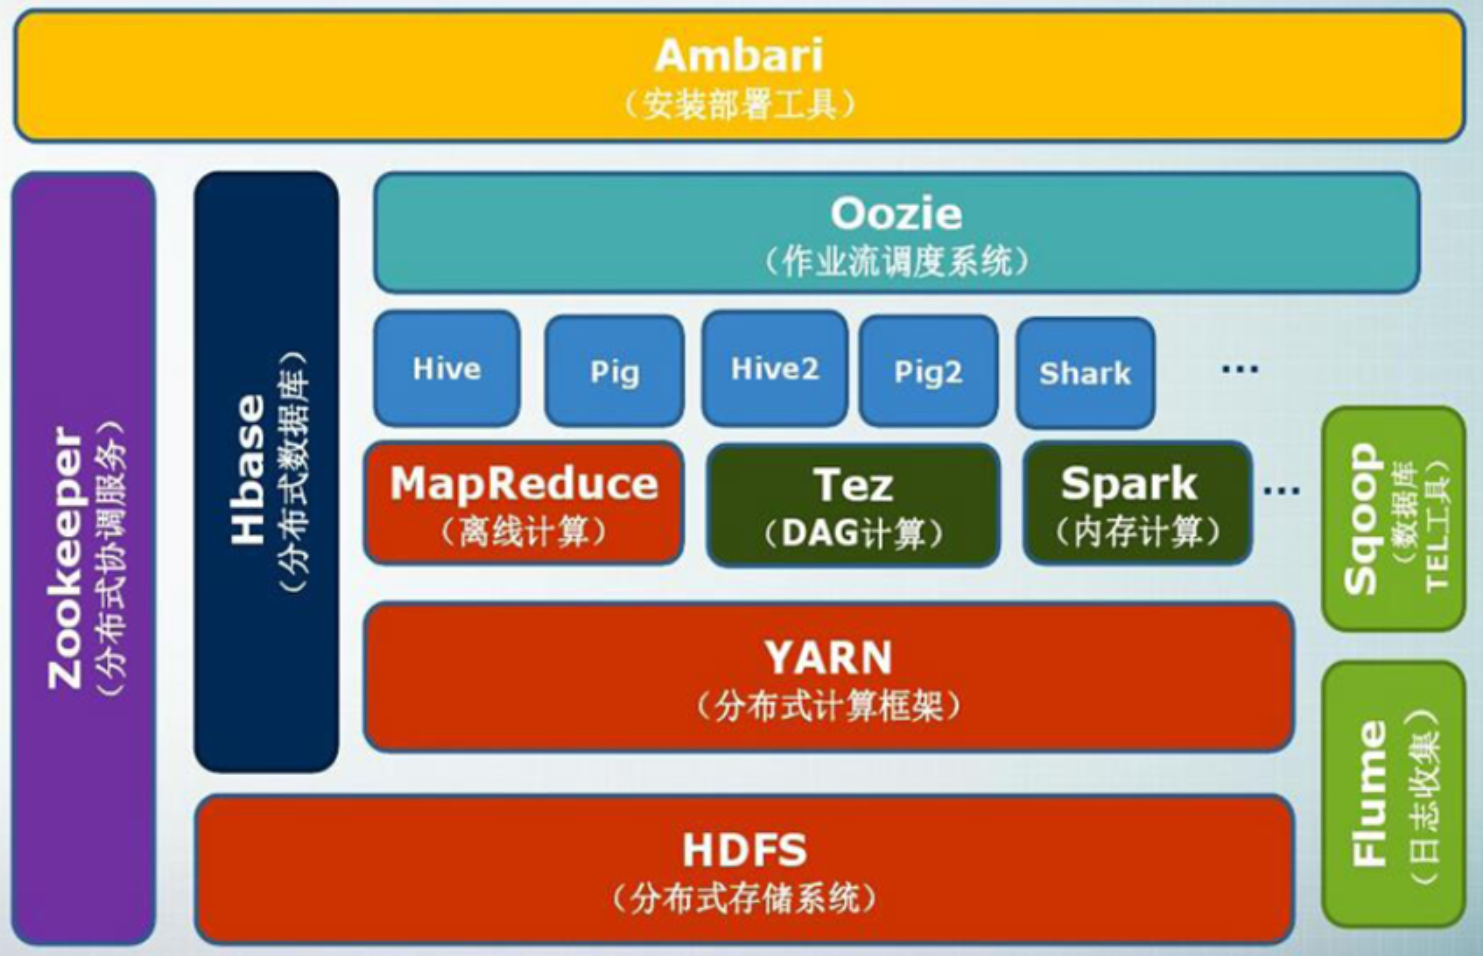 Ambari
（安装部署工具）
Zookeeper
（分布式协调服务）
Hbase
（分布式数据库）
Oozie
（作业流调度系统）
Hive
Pig
Hive2
Pig2
Shark
...
MapReduce
（离线计算）
Tez
（DAG计算）
Spark
（内存计算）
...
YARN
（分布式计算框架）
HDFS
（分布式存储系统）
Sqoop
（数据库
TEL工具）
Flume
（日志收集）